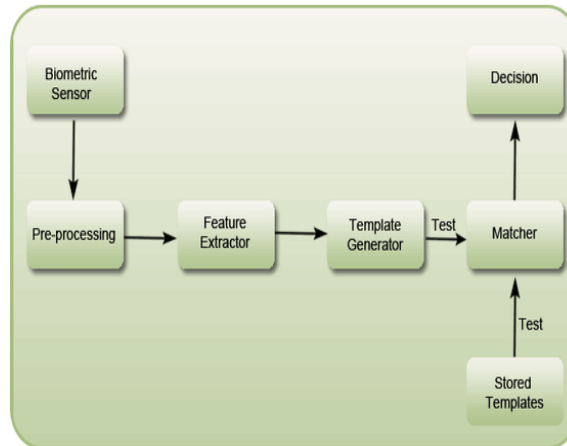 Biometric
Sensor
Decision
Pre-processing
Feature
Extractor
Template
Generator
Test
Matcher
Test
Stored
Templates